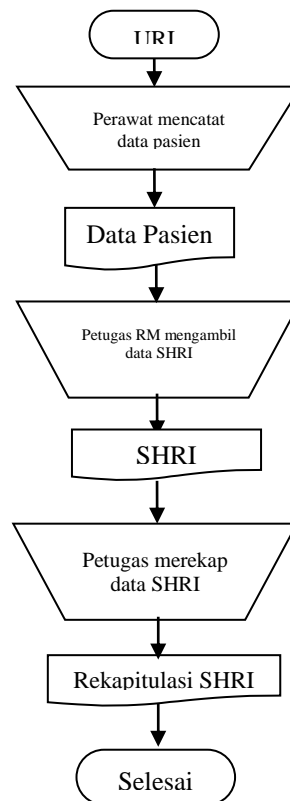 URI
Perawat mencatat
data pasien
Data Pasien
Petugas RM mengambil
data SHRI
SHRI
Petugas merekap
data SHRI
Rekapitulasi SHRI
Selesai